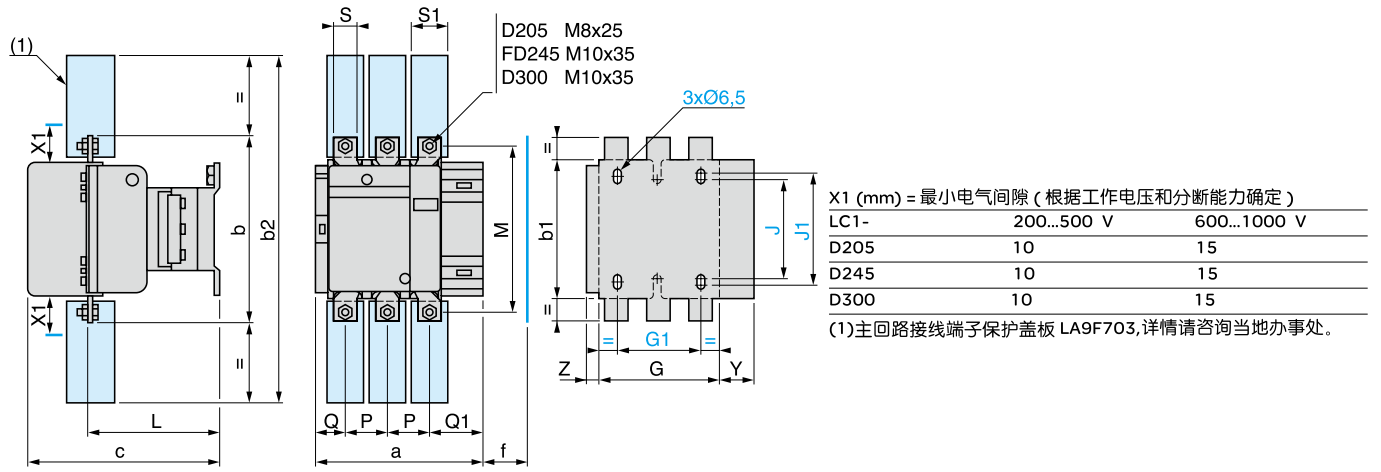 (1)
X1
X1
=
b
b2
=
L
c
S
S1
D205 M8x25
FD245 M10x35
D300 M10x35
M
Q
P
P
Q1
a
f
3xØ6,5
=
b1
=
J
J1
=
G1
=
Z
G
Y
X1 (mm) = 最小电气间隙 ( 根据工作电压和分断能力确定 )
LC1- 200...500 V 600...1000 V
D205 10 15
D245 10 15
D300 10 15
(1)主回路接线端子保护盖板 LA9F703,详情请咨询当地办事处。